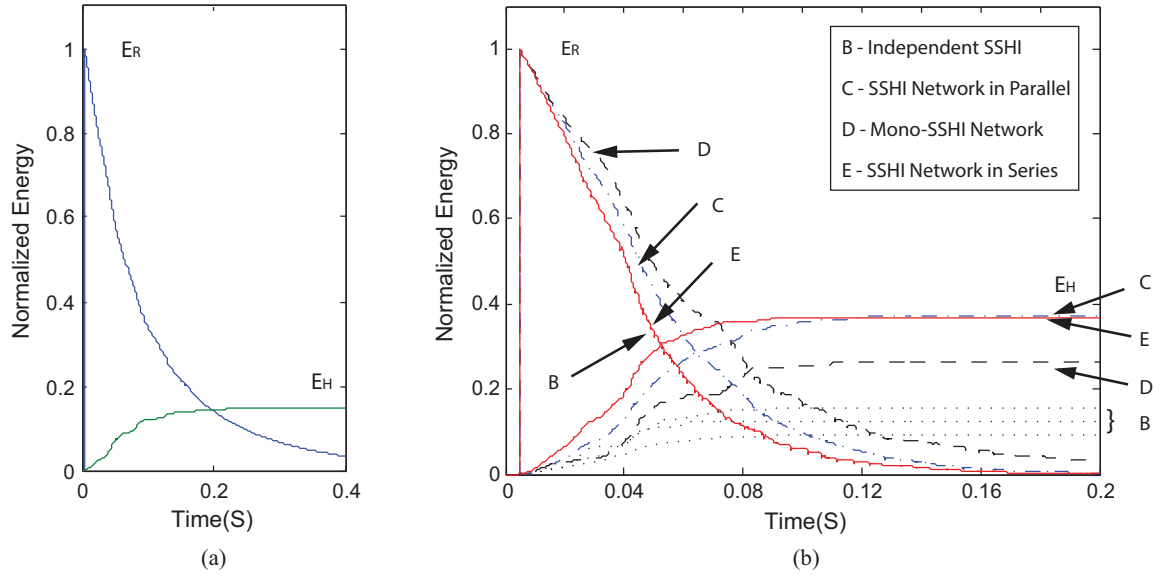 Normalized Energy
1
0.8
0.6
0.4
0.2
0
ER
EH
0
0.2
0.4
Time(S)
(a)
Normalized Energy
1
0.8
0.6
0.4
0.2
0
ER
D
C
E
B
B - Independent SSHI
C - SSHI Network in Parallel
D - Mono-SSHI Network
E - SSHI Network in Series
EH
C
E
D
} B
0
0.04
0.08
0.12
0.16
0.2
Time(S)
(b)